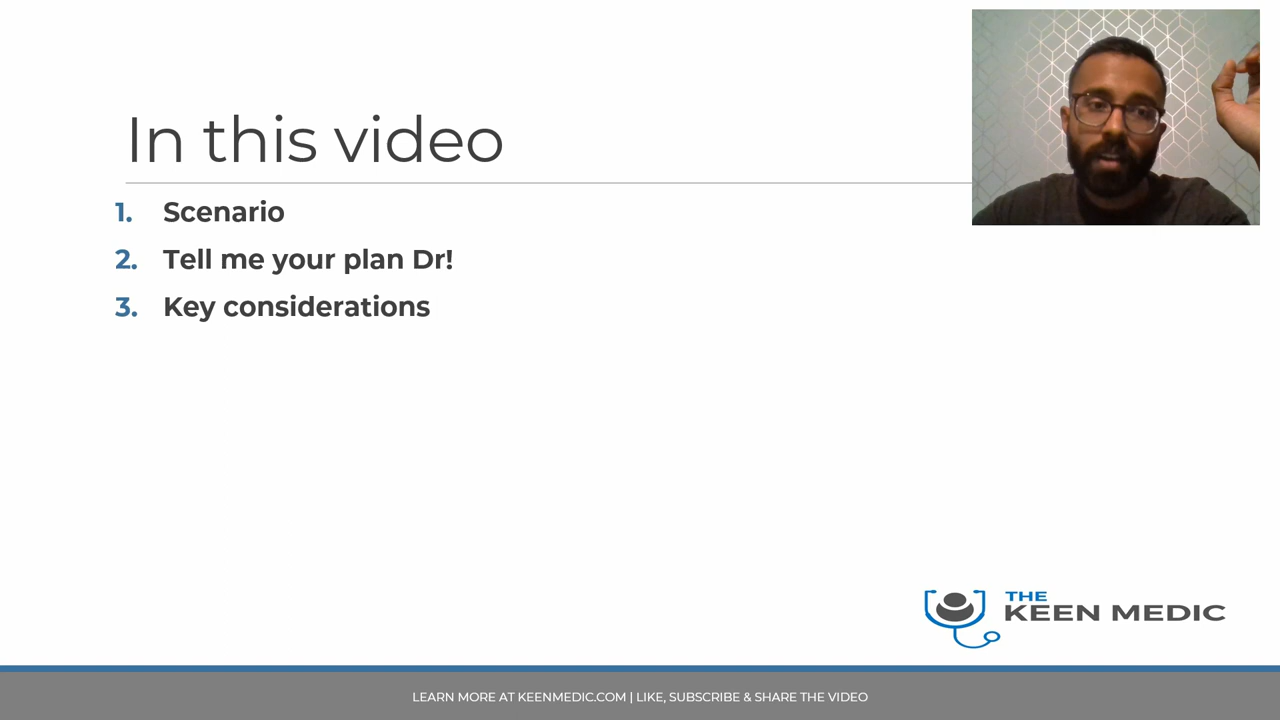 In this video
1. Scenario
2. Tell me your plan Dr!
3. Key considerations
THE
KEEN MEDIC
LEARN MORE AT KEENMEDIC.COM | LIKE, SUBSCRIBE & SHARE THE VIDEO